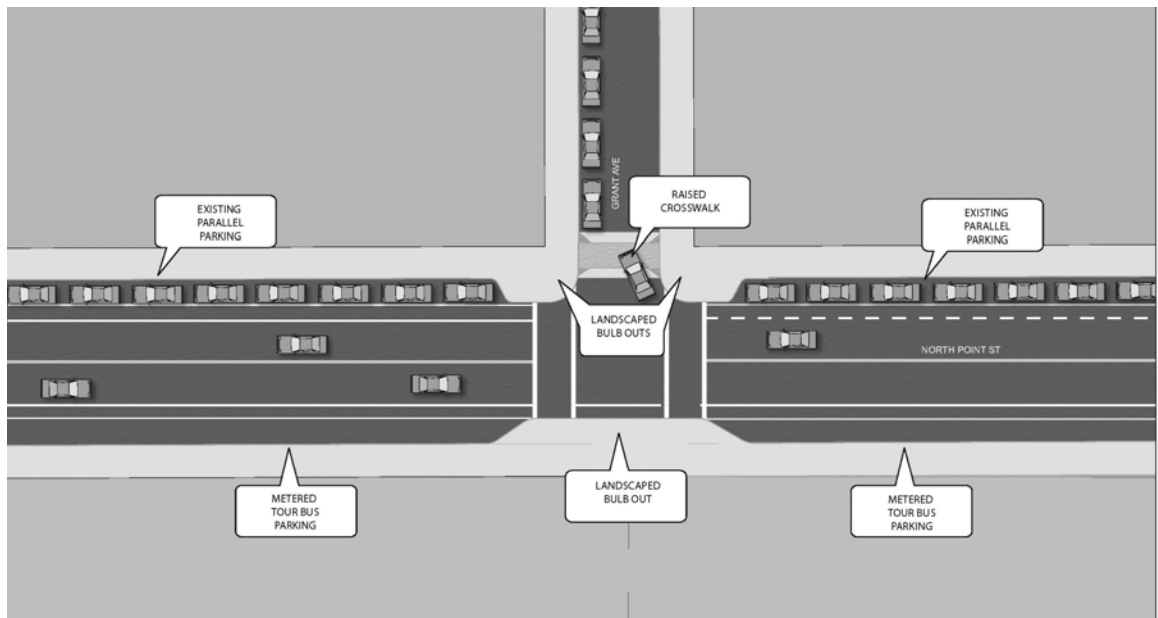 GRANT AVE
RAISED
CROSSWALK
EXISTING
PARALLEL
PARKING
EXISTING
PARALLEL
PARKING
LANDSCAPED
BULB OUTS
NORTH POINT ST
METERED
TOUR BUS
PARKING
LANDSCAPED
BULB OUT
METERED
TOUR BUS
PARKING